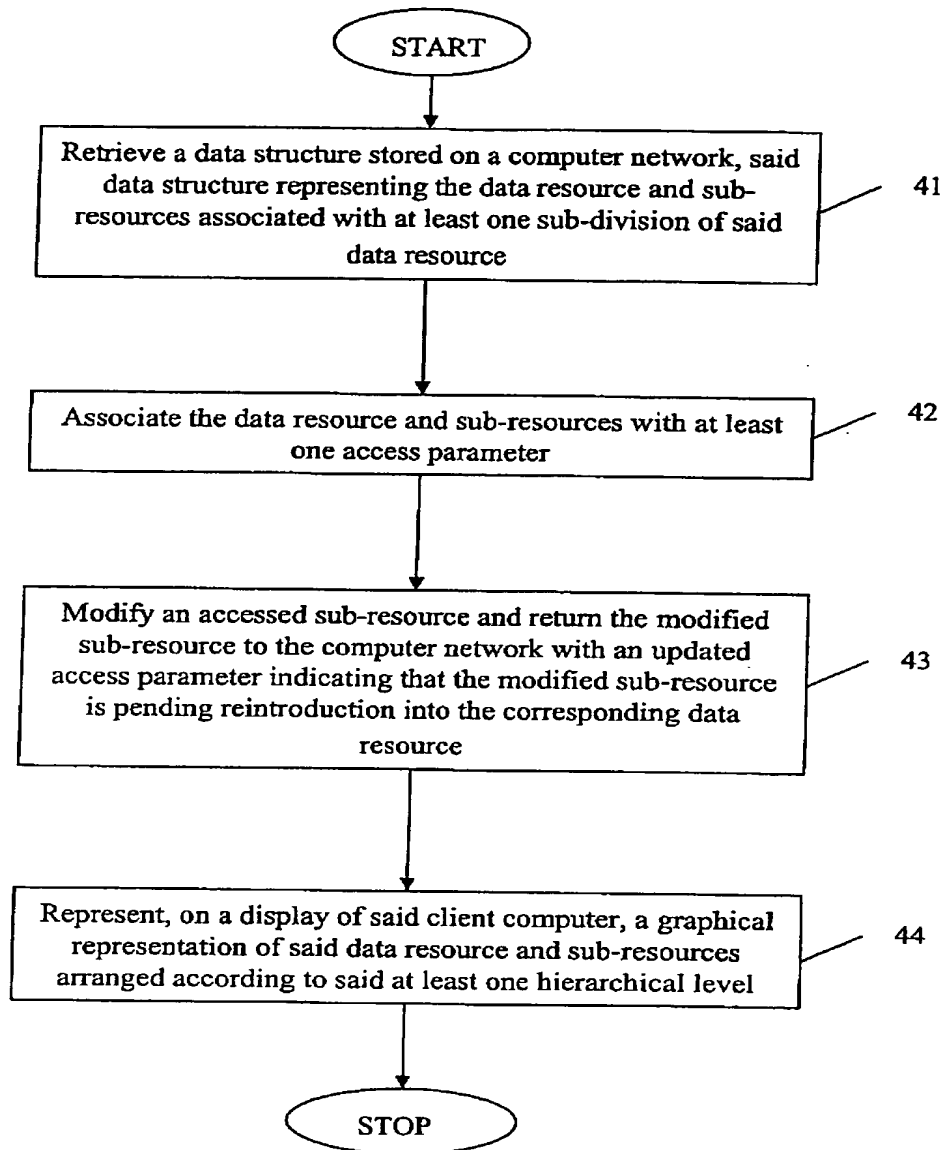 START
Retrieve a data structure stored on a computer network, said
data structure representing the data resource and sub-
resources associated with at least one sub-division of said
data resource
41
Associate the data resource and sub-resources with at least
one access parameter
42
Modify an accessed sub-resource and return the modified
sub-resource to the computer network with an updated
access parameter indicating that the modified sub-resource
is pending reintroduction into the corresponding data
resource
43
Represent, on a display of said client computer, a graphical
representation of said data resource and sub-resources
arranged according to said at least one hierarchical level
44
STOP